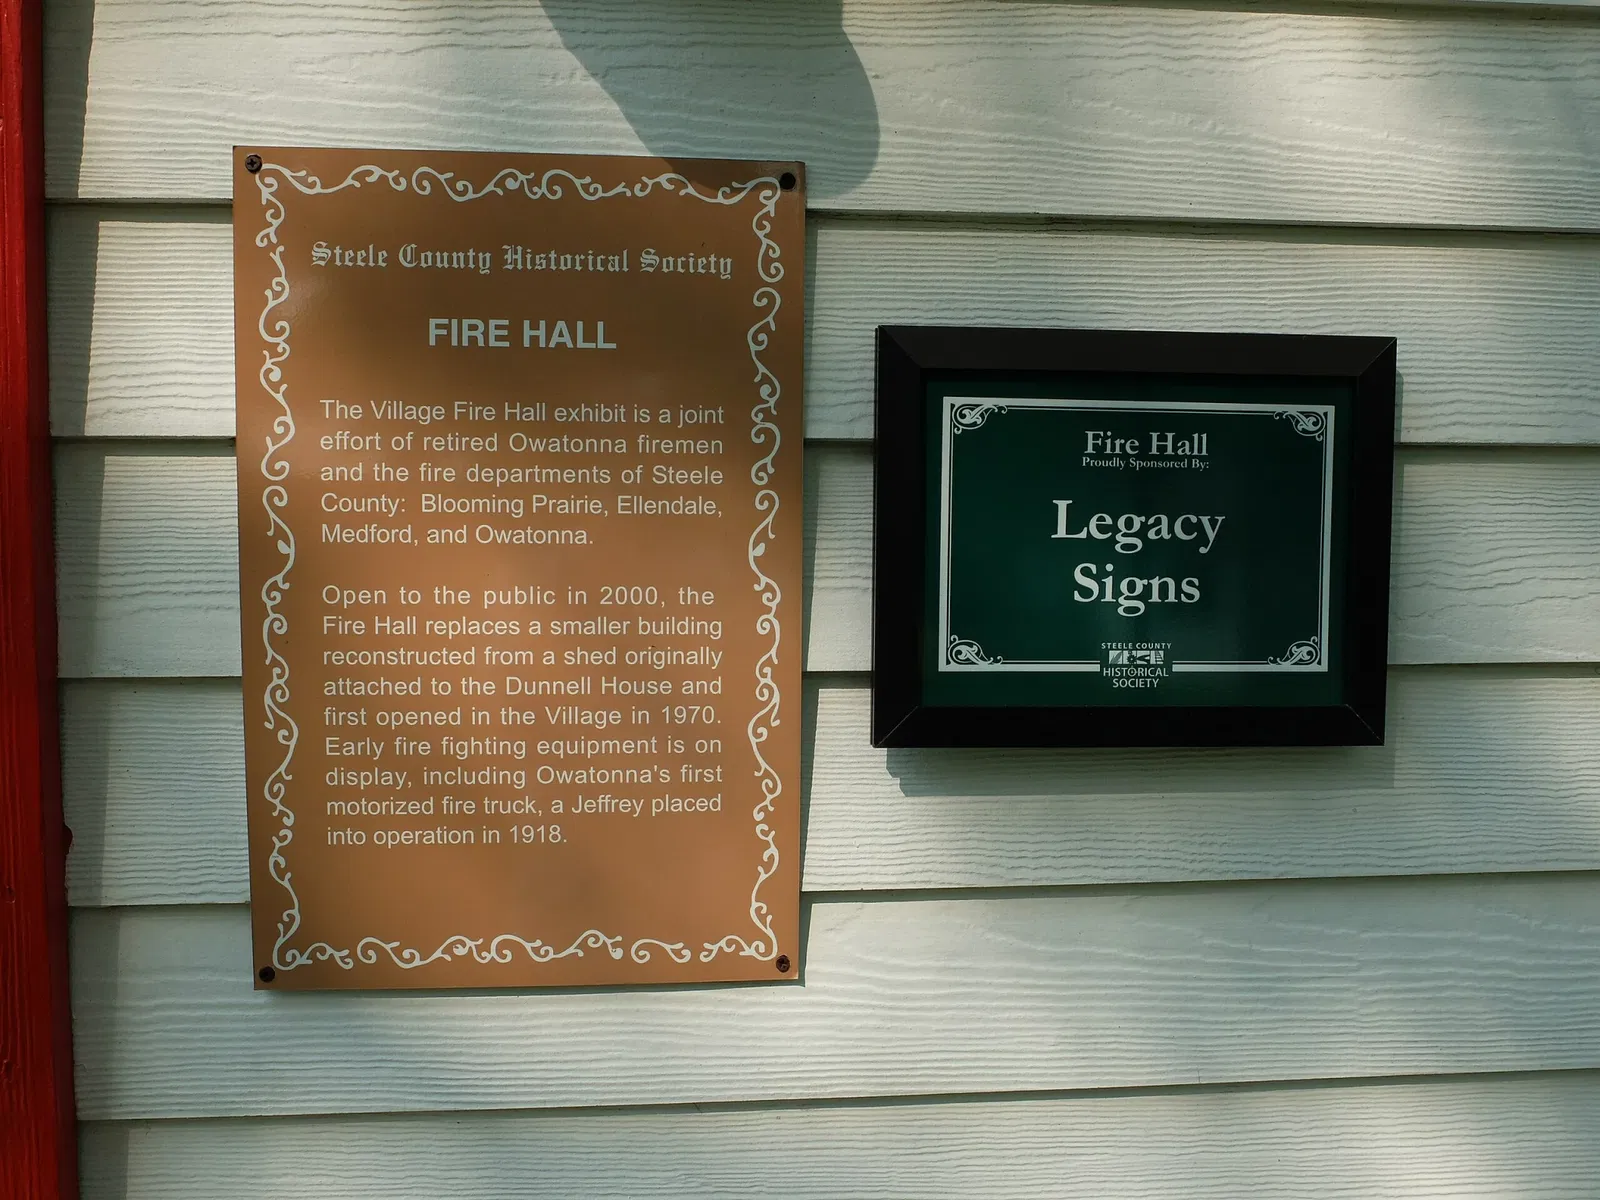 Steele County Historical Society
FIRE HALL
The Village Fire Hall exhibit is a joint
effort of retired Owatonna firemen
and the fire departments of Steele
County: Blooming Prairie, Ellendale,
Medford, and Owatonna.
Open to the public in 2000, the
Fire Hall replaces a smaller building
reconstructed from a shed originally
attached to the Dunnell House and
first opened in the Village in 1970.
Early fire fighting equipment is on
display, including Owatonna's first
motorized fire truck, a Jeffrey placed
into operation in 1918.
Fire Hall
Proudly Sponsored By:
Legacy
Signs
STEELE COUNTY
HISTORICAL
SOCIETY